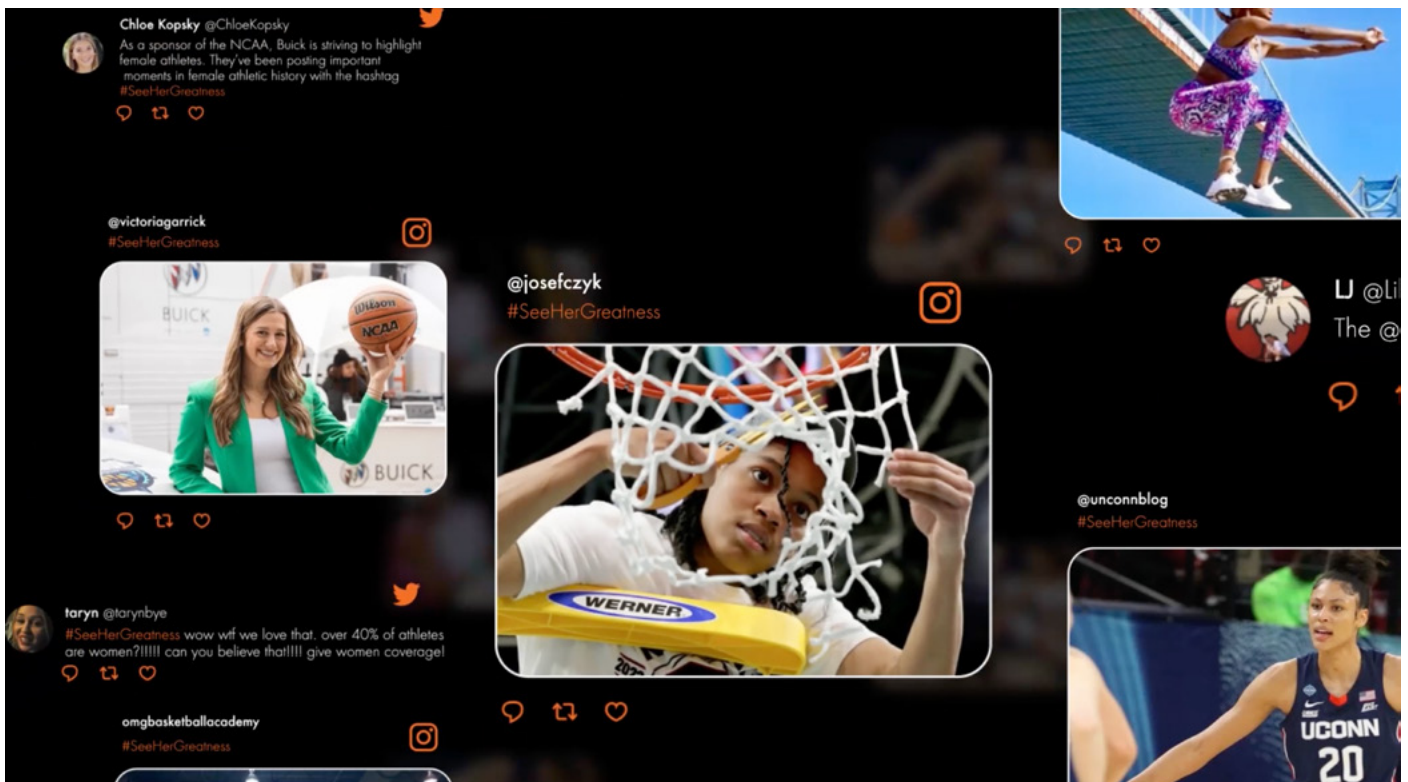 Chloe Kopsky @ChloeKopsky
As a sponsor of the NCAA, Buick is striving to highlight
female athletes. They've been posting important
moments in female athletic history with the hashtag
#SeeHerGreatness
@victoriagarrick
#SeeHerGreatness
Wilson
NCAA
BUICK
BUICK
taryn @tarynbye
#SeeHerGreatness wow wtf we love that. over 40% of athletes
are women?!!!!! can you believe that!!!! give women coverage!
omgbasketballacademy
#SeeHerGreatness
@josefczyk
#SeeHerGreatness
WERNER
LJ @Lil
The @
@unconnblog
#SeeHerGreatness
UCONN
20